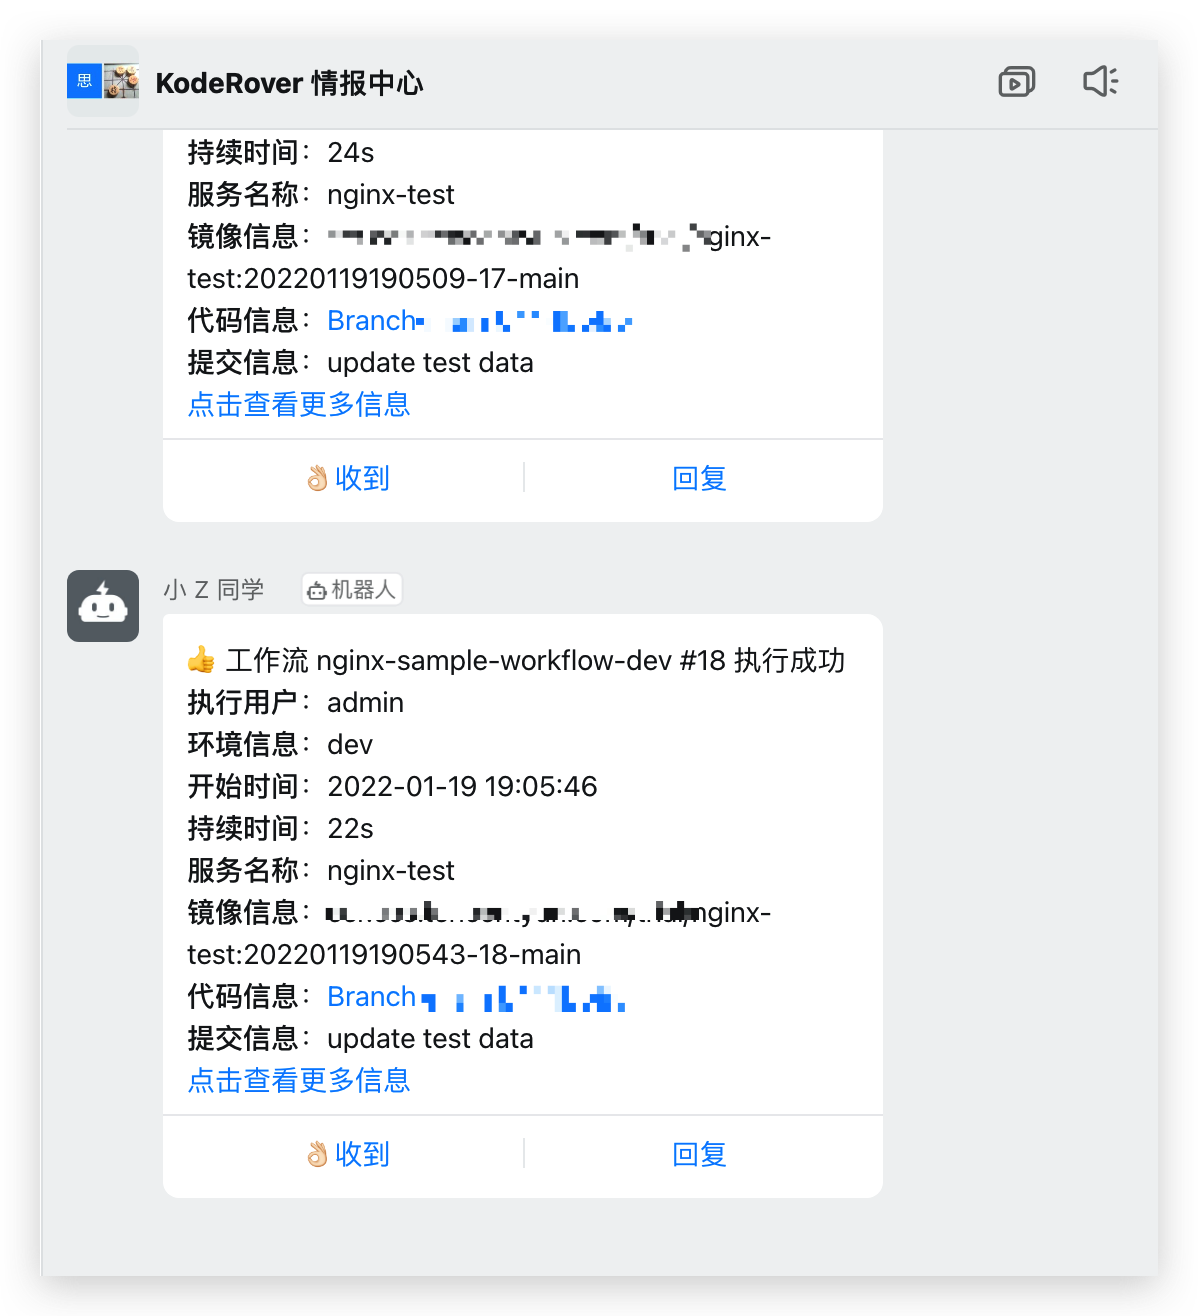 思
KodeRover 情报中心
持续时间：24s
服务名称：nginx-test
镜像信息：ginx-
test:20220119190509-17-main
代码信息：Branch
提交信息：update test data
点击查看更多信息
👌🏻收到
回复
小 Z 同学
机器人
👍 工作流 nginx-sample-workflow-dev #18 执行成功
执行用户：admin
环境信息：dev
开始时间：2022-01-19 19:05:46
持续时间：22s
服务名称：nginx-test
镜像信息：nginx-
test:20220119190543-18-main
代码信息：Branch
提交信息：update test data
点击查看更多信息
👌🏻收到
回复